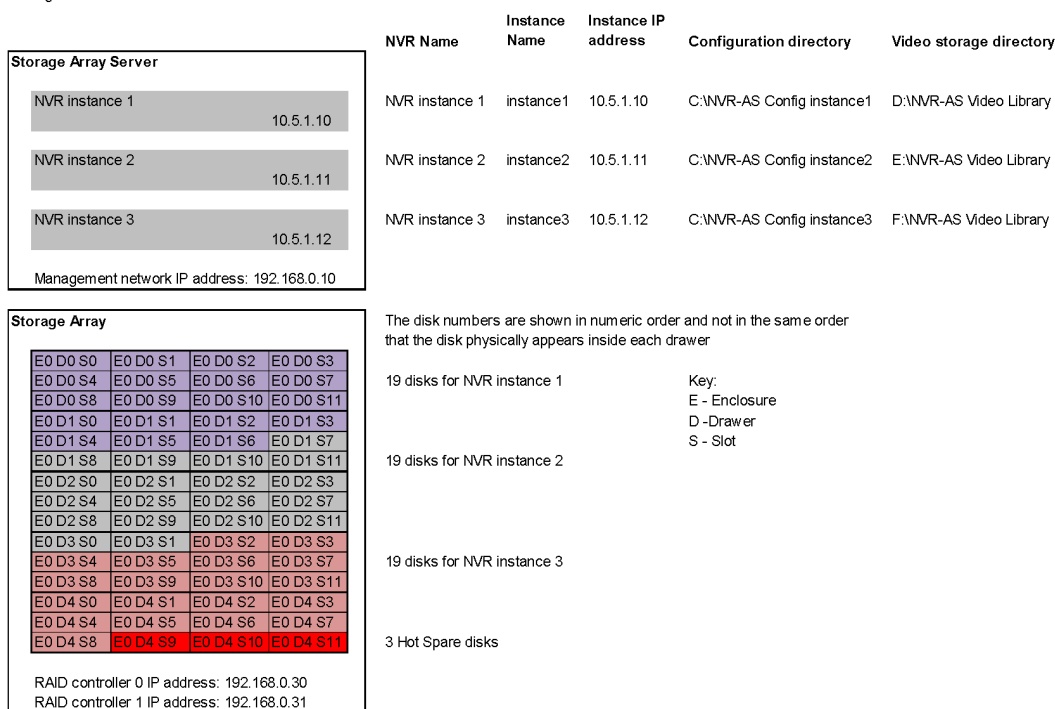 Instance Instance IP
NVR Name Name address Configuration directory Video storage directory
Storage Array Server
NVR instance 1 NVR instance 1 instance1 10.5.1.10 C:\NVR-AS Config instance1 D:\NVR-AS Video Library
10.5.1.10
NVR instance 2 NVR instance 2 instance2 10.5.1.11 C:\NVR-AS Config instance2 E:\NVR-AS Video Library
10.5.1.11
NVR instance 3 NVR instance 3 instance3 10.5.1.12 C:\NVR-AS Config instance3 F:\NVR-AS Video Library
10.5.1.12
Management network IP address: 192.168.0.10
Storage Array The disk numbers are shown in numeric order and not in the same order
that the disk physically appears inside each drawer
E0 D0 S0 E0 D0 S1 E0 D0 S2 E0 D0 S3
E0 D0 S4 E0 D0 S5 E0 D0 S6 E0 D0 S7 19 disks for NVR instance 1 Key:
E0 D0 S8 E0 D0 S9 E0 D0 S10 E0 D0 S11 E - Enclosure
E0 D1 S0 E0 D1 S1 E0 D1 S2 E0 D1 S3 D -Drawer
E0 D1 S4 E0 D1 S5 E0 D1 S6 E0 D1 S7 S - Slot
E0 D1 S8 E0 D1 S9 E0 D1 S10 E0 D1 S11 19 disks for NVR instance 2
E0 D2 S0 E0 D2 S1 E0 D2 S2 E0 D2 S3
E0 D2 S4 E0 D2 S5 E0 D2 S6 E0 D2 S7
E0 D2 S8 E0 D2 S9 E0 D2 S10 E0 D2 S11
E0 D3 S0 E0 D3 S1 E0 D3 S2 E0 D3 S3
E0 D3 S4 E0 D3 S5 E0 D3 S6 E0 D3 S7 19 disks for NVR instance 3
E0 D3 S8 E0 D3 S9 E0 D3 S10 E0 D3 S11
E0 D4 S0 E0 D4 S1 E0 D4 S2 E0 D4 S3
E0 D4 S4 E0 D4 S5 E0 D4 S6 E0 D4 S7
E0 D4 S8 E0 D4 S9 E0 D4 S10 E0 D4 S11 3 Hot Spare disks
RAID controller 0 IP address: 192.168.0.30
RAID controller 1 IP address: 192.168.0.31